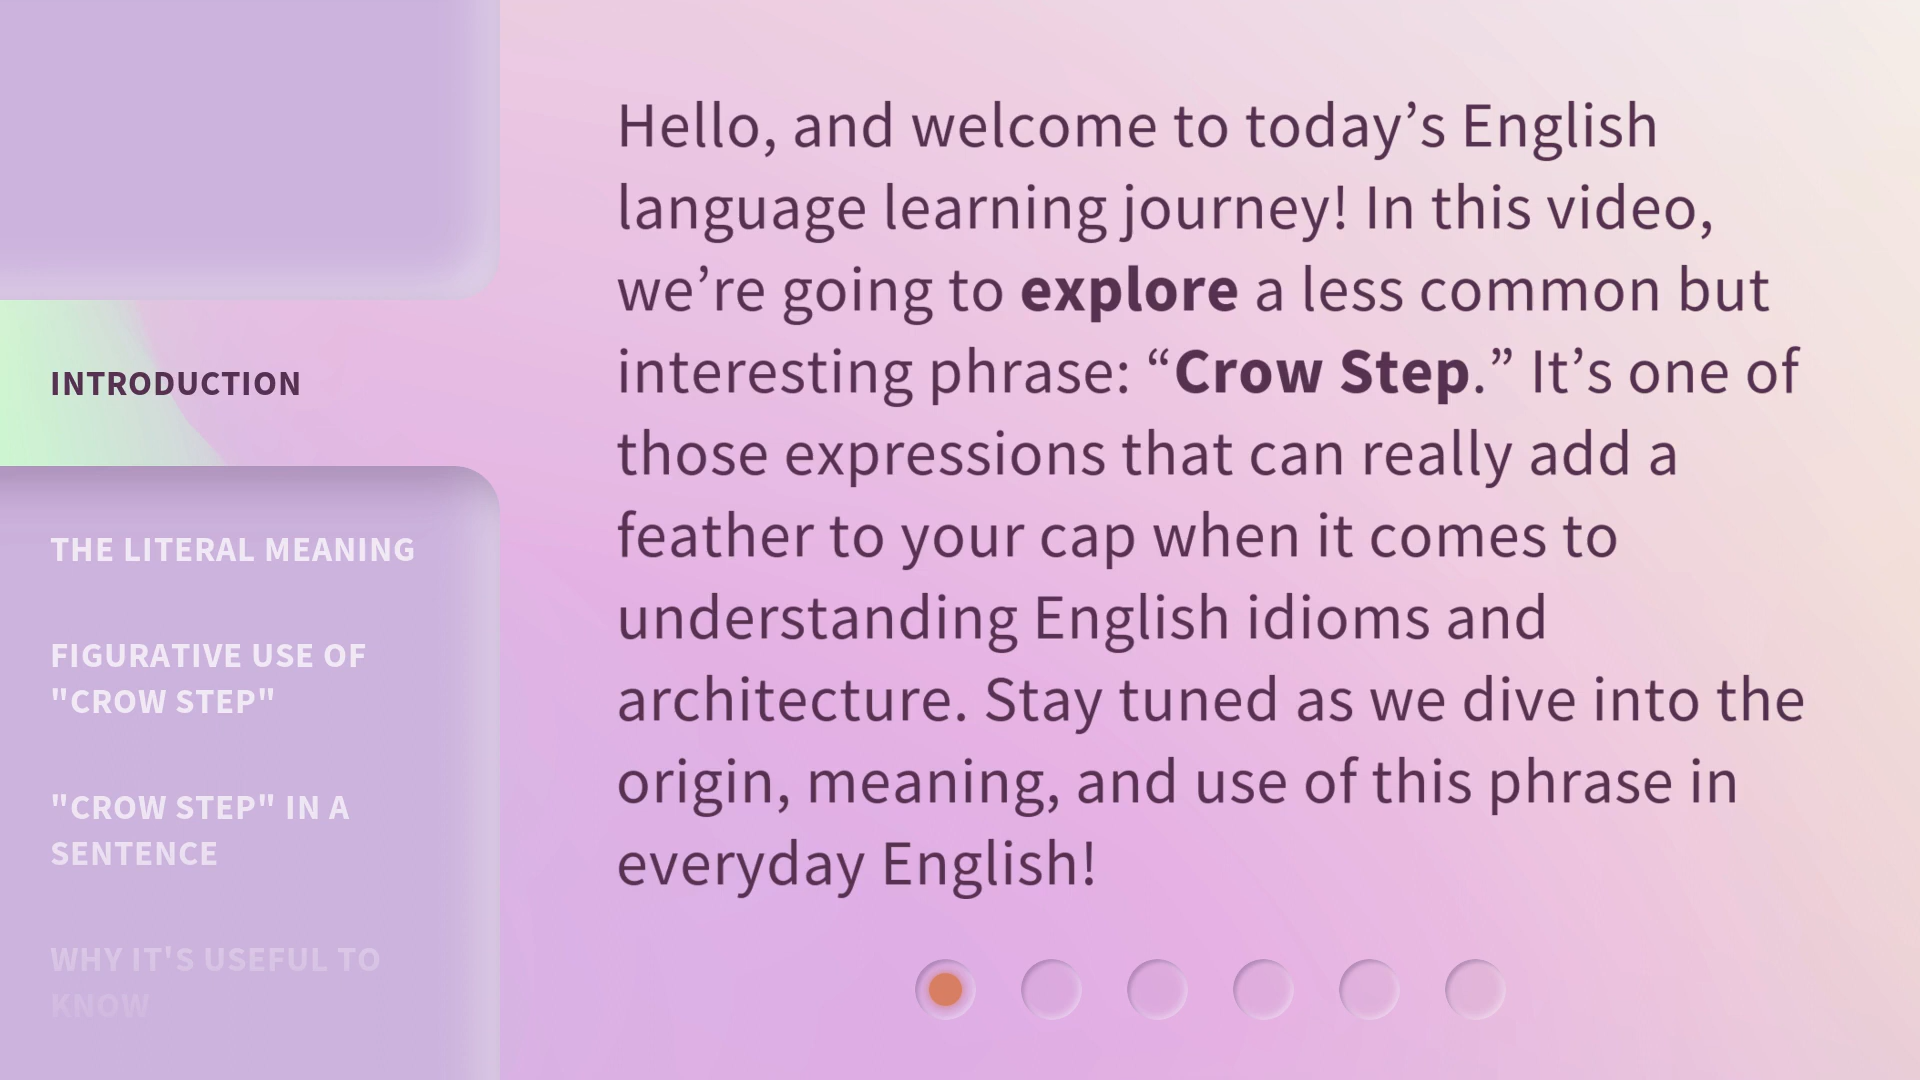 INTRODUCTION
THE LITERAL MEANING
FIGURATIVE USE OF
"CROW STEP"
"CROW STEP" IN A
SENTENCE
WHY IT'S USEFUL TO
KNOW
Hello, and welcome to today’s English
language learning journey! In this video,
we’re going to explore a less common but
interesting phrase: “Crow Step.” It’s one of
those expressions that can really add a
feather to your cap when it comes to
understanding English idioms and
architecture. Stay tuned as we dive into the
origin, meaning, and use of this phrase in
everyday English!